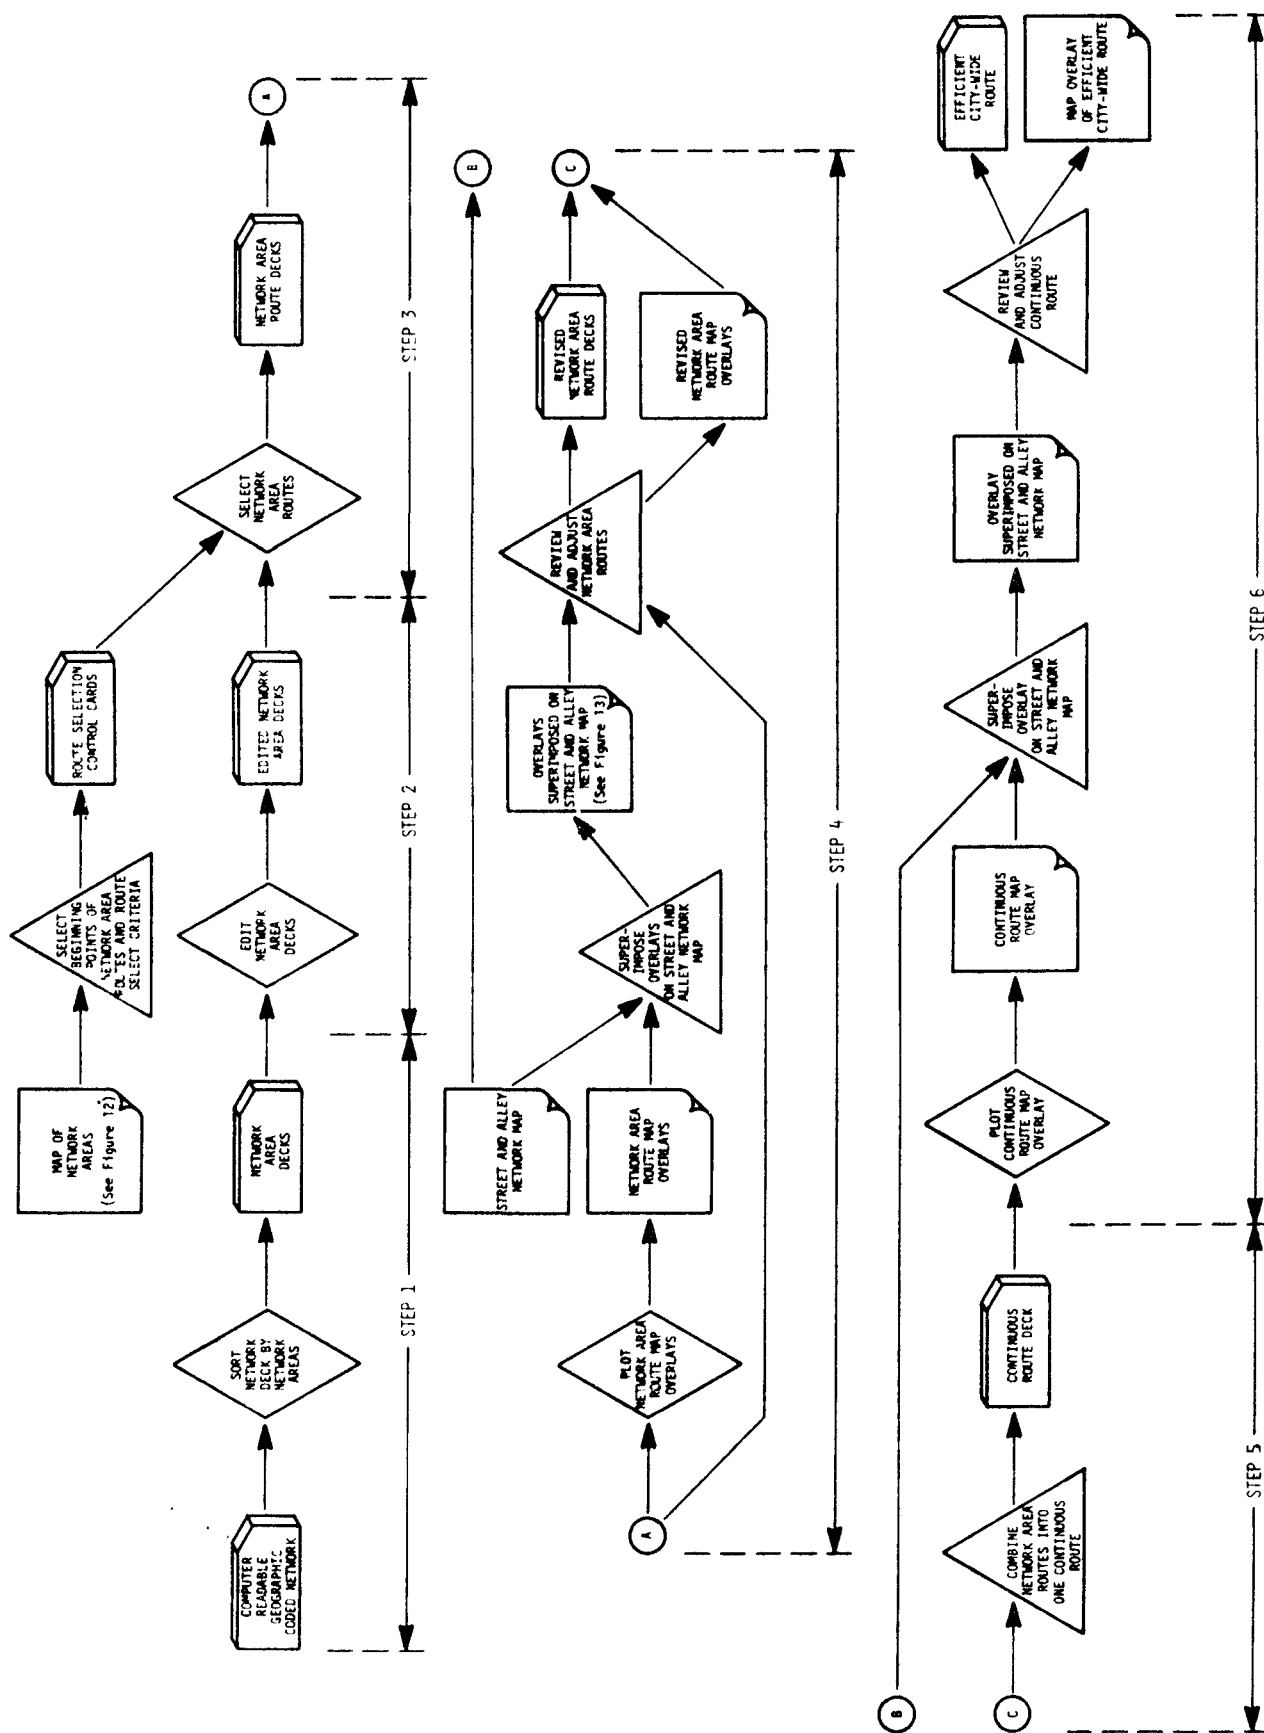 MAP OF
NETWORK
AREAS
(See Figure 12)
SELECT
BEGINNING
POINTS OF
NETWORK AREA
ROUTES AND ROUTE
SELECT CRITERIA
ROUTE SELECTION
CONTROL CARDS
COMPUTER
READABLE
GEOGRAPHIC
CODED NETWORK
SORT
NETWORK
DECK BY
NETWORK
AREAS
NETWORK
AREA
DECKS
EDIT
NETWORK
AREA
DECKS
EDITED NETWORK
AREA DECKS
SELECT
NETWORK
AREA
ROUTES
NETWORK AREA
ROUTE DECKS
A
STEP 1
STEP 2
STEP 3
STREET AND ALLEY
NETWORK MAP
B
A
PLOT
NETWORK AREA
ROUTE MAP
OVERLAYS
NETWORK AREA
ROUTE MAP
OVERLAYS
SUPER-
IMPOSE
OVERLAYS
ON STREET AND
ALLEY NETWORK
MAP
OVERLAYS
SUPERIMPOSED ON
STREET AND ALLEY
NETWORK MAP
(See Figure 13)
REVIEW
AND ADJUST
NETWORK AREA
ROUTES
REVISED
NETWORK AREA
ROUTE DECKS
REVISED
NETWORK AREA
ROUTE MAP
OVERLAYS
C
STEP 4
B
C
COMBINE
NETWORK AREA
ROUTES INTO
ONE CONTINUOUS
ROUTE
CONTINUOUS
ROUTE DECK
PLOT
CONTINUOUS
ROUTE MAP
OVERLAY
CONTINUOUS
ROUTE MAP
OVERLAY
SUPER-
IMPOSE
OVERLAY
ON STREET AND
ALLEY NETWORK
MAP
OVERLAY
SUPERIMPOSED ON
STREET AND ALLEY
NETWORK MAP
REVIEW
AND ADJUST
CONTINUOUS
ROUTE
EFFICIENT
CITY-WIDE
ROUTE
MAP OVERLAY
OF EFFICIENT
CITY-WIDE ROUTE
STEP 5
STEP 6